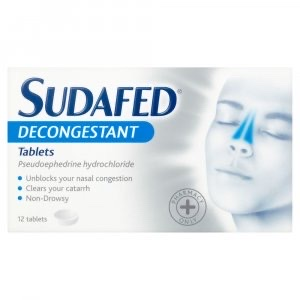 SUDAFED®
DECONGESTANT
Tablets
Pseudoephedrine hydrochloride
• Unblocks your nasal congestion
• Clears your catarrh
• Non-Drowsy
12 tablets
PHARMACY
ONLY